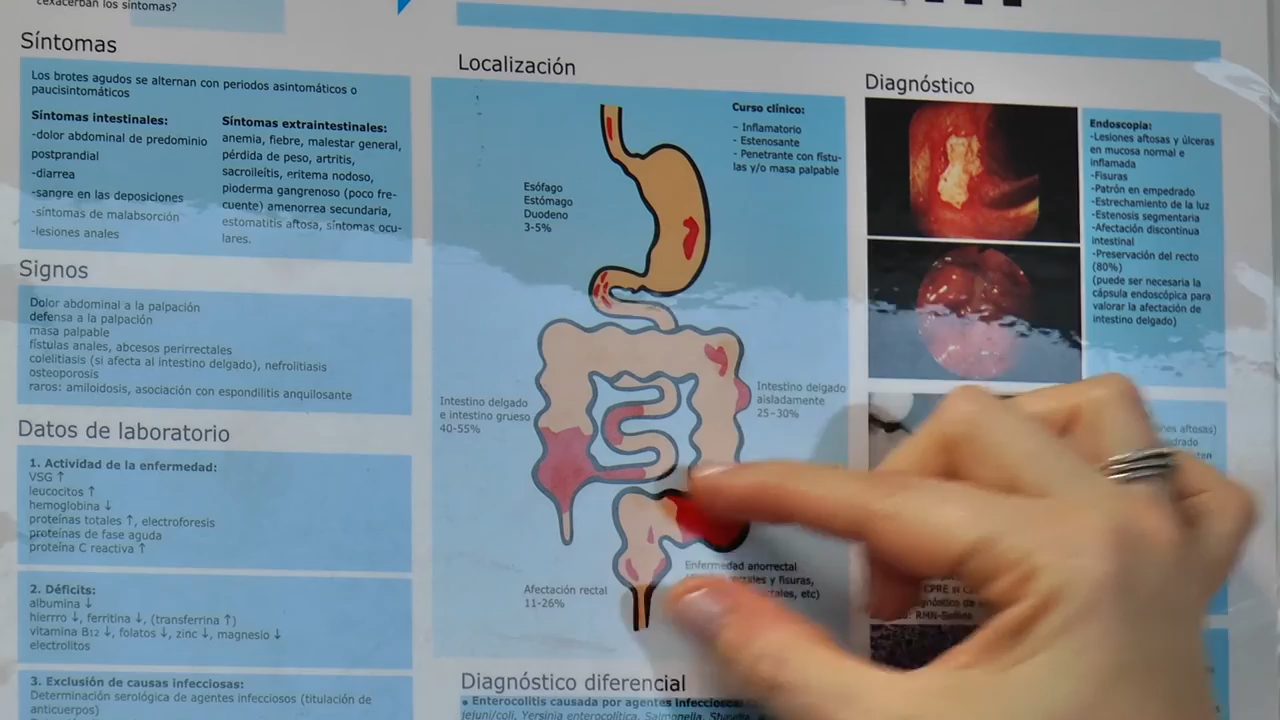 ¿exacerban los síntomas?
Síntomas
Los brotes agudos se alternan con periodos asintomáticos o
paucisintomáticos
Síntomas intestinales:
-dolor abdominal de predominio
postprandial
-diarrea
-sangre en las deposiciones
-síntomas de malabsorción
-lesiones anales
Síntomas extraintestinales:
anemia, fiebre, malestar general,
pérdida de peso, artritis,
sacroileítis, eritema nodoso,
pioderma gangrenoso (poco fre-
cuente) amenorrea secundaria,
estomatitis aftosa, síntomas ocu-
lares.
Signos
Dolor abdominal a la palpación
defensa a la palpación
masa palpable
fístulas anales, abcesos perirrectales
colelitiasis (si afecta al intestino delgado), nefrolitiasis
osteoporosis
raros: amiloidosis, asociación con espondilitis anquilosante
Datos de laboratorio
1. Actividad de la enfermedad:
VSG ↑
leucocitos ↑
hemoglobina ↓
proteínas totales ↑, electroforesis
proteínas de fase aguda
proteína C reactiva ↑
2. Déficits:
albumina ↓
hierrro ↓, ferritina ↓, (transferrina ↑)
vitamina B12 ↓, folatos ↓, zinc ↓, magnesio ↓
electrolitos
3. Exclusión de causas infecciosas:
Determinación serológica de agentes infecciosos (titulación de
anticuerpos)
Localización
Curso clínico:
– Inflamatorio
- Estenosante
- Penetrante con fístu-
las y/o masa palpable
Esófago
Estómago
Duodeno
3-5%
Intestino delgado
e intestino grueso
40-55%
Intestino delgado
aisladamente
25-30%
Afectación rectal
11-26%
Enfermedad anorrectal
y fisuras,
etc)
Diagnóstico diferencial
• Enterocolitis causada por agentes infecciosos:
jejuni/coli, Yersinia enterocolítica, Salmonella,
Diagnóstico
Endoscopia:
-Lesiones aftosas y úlceras
en mucosa normal e
inflamada
-Fisuras
-Patrón en empedrado
-Estrechamiento de la luz
-Estenosis segmentaria
-Afectación discontinua
intestinal
-Preservación del recto
(80%)
(puede ser necesaria la
cápsula endoscópica para
valorar la afectación de
intestino delgado)
aftosas)
CPRE